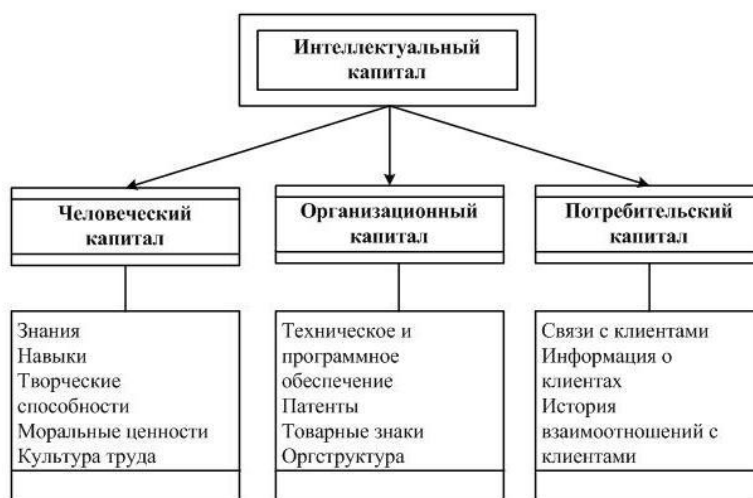 Интеллектуальный
капитал
Человеческий
капитал
Организационный
капитал
Потребительский
капитал
Знания
Навыки
Творческие
способности
Моральные ценности
Культура труда
Техническое и
программное
обеспечение
Патенты
Товарные знаки
Оргструктура
Связи с клиентами
Информация о
клиентах
История
взаимоотношений с
клиентами